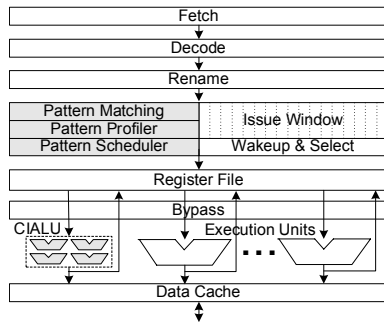 Fetch
Decode
Rename
Pattern Matching
Pattern Profiler
Issue Window
Pattern Scheduler
Wakeup & Select
Register File
Bypass
CIALU
Execution Units
Data Cache